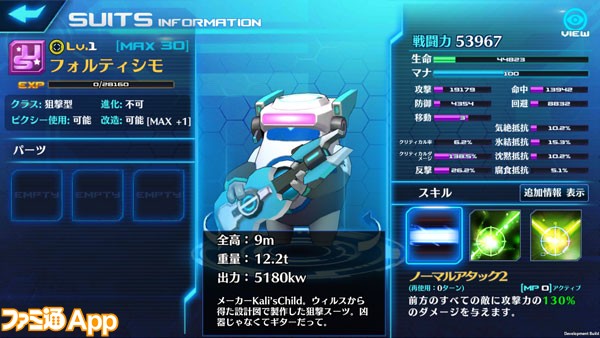 SUITS INFORMATION
US
Lv.1 [MAX 30]
フォルティシモ
EXP 0/28160
クラス: 狙撃型 進化: 不可
ピクシー使用: 可能 改造: 可能 [MAX +1]
パーツ
EMPTY EMPTY EMPTY
全高: 9m
重量: 12.2t
出力: 5180kw
メーカーKali'sChild。ウィルスから
得た設計図で製作した狙撃スーツ。凶
器じゃなくてギターだって。
VIEW
戦闘力 53967
生命 44823
マナ 100
攻撃 19179 命中 13942
防御 4354 回避 8832
移動 3
気絶抵抗 10.2%
クリティカル率 6.2% 氷結抵抗 15.3%
クリティカルダメージ 138.5% 沈黙抵抗 10.2%
反撃 26.2% 腐食抵抗 5.1%
スキル 追加情報 表示
ノーマルアタック2
(再使用:0ターン) [MP 0]アクティブ
前方のすべての敵に攻撃力の130%
のダメージを与えます。
ファミ通App
Development Build